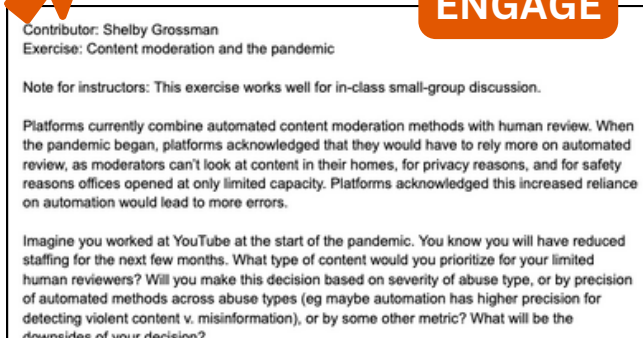 ENGAGE
Contributor: Shelby Grossman
Exercise: Content moderation and the pandemic
Note for instructors: This exercise works well for in-class small-group discussion.
Platforms currently combine automated content moderation methods with human review. When
the pandemic began, platforms acknowledged that they would have to rely more on automated
review, as moderators can't look at content in their homes, for privacy reasons, and for safety
reasons offices opened at only limited capacity. Platforms acknowledged this increased reliance
on automation would lead to more errors.
Imagine you worked at YouTube at the start of the pandemic. You know you will have reduced
staffing for the next few months. What type of content would you prioritize for your limited
human reviewers? Will you make this decision based on severity of abuse type, or by precision
of automated methods across abuse types (eg maybe automation has higher precision for
detecting violent content v. misinformation), or by some other metric? What will be the
downsides of your decision?